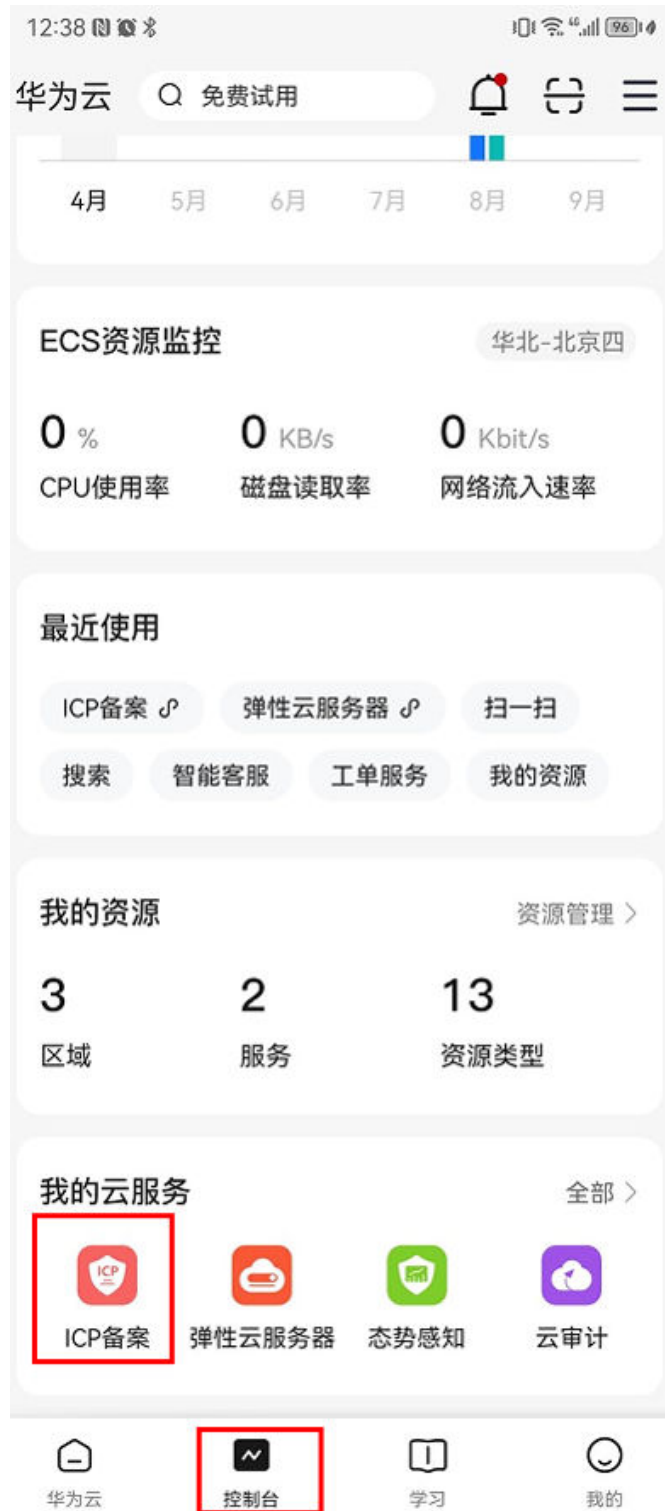 12:38 96
华为云 免费试用
4月 5月 6月 7月 8月 9月
ECS资源监控 华北-北京四
0 % 0 KB/s 0 Kbit/s
CPU使用率 磁盘读取率 网络流入速率
最近使用
ICP备案 弹性云服务器 扫一扫
搜索 智能客服 工单服务 我的资源
我的资源 资源管理
3 2 13
区域 服务 资源类型
我的云服务 全部
ICP
ICP备案 弹性云服务器 态势感知 云审计
华为云 控制台 学习 我的